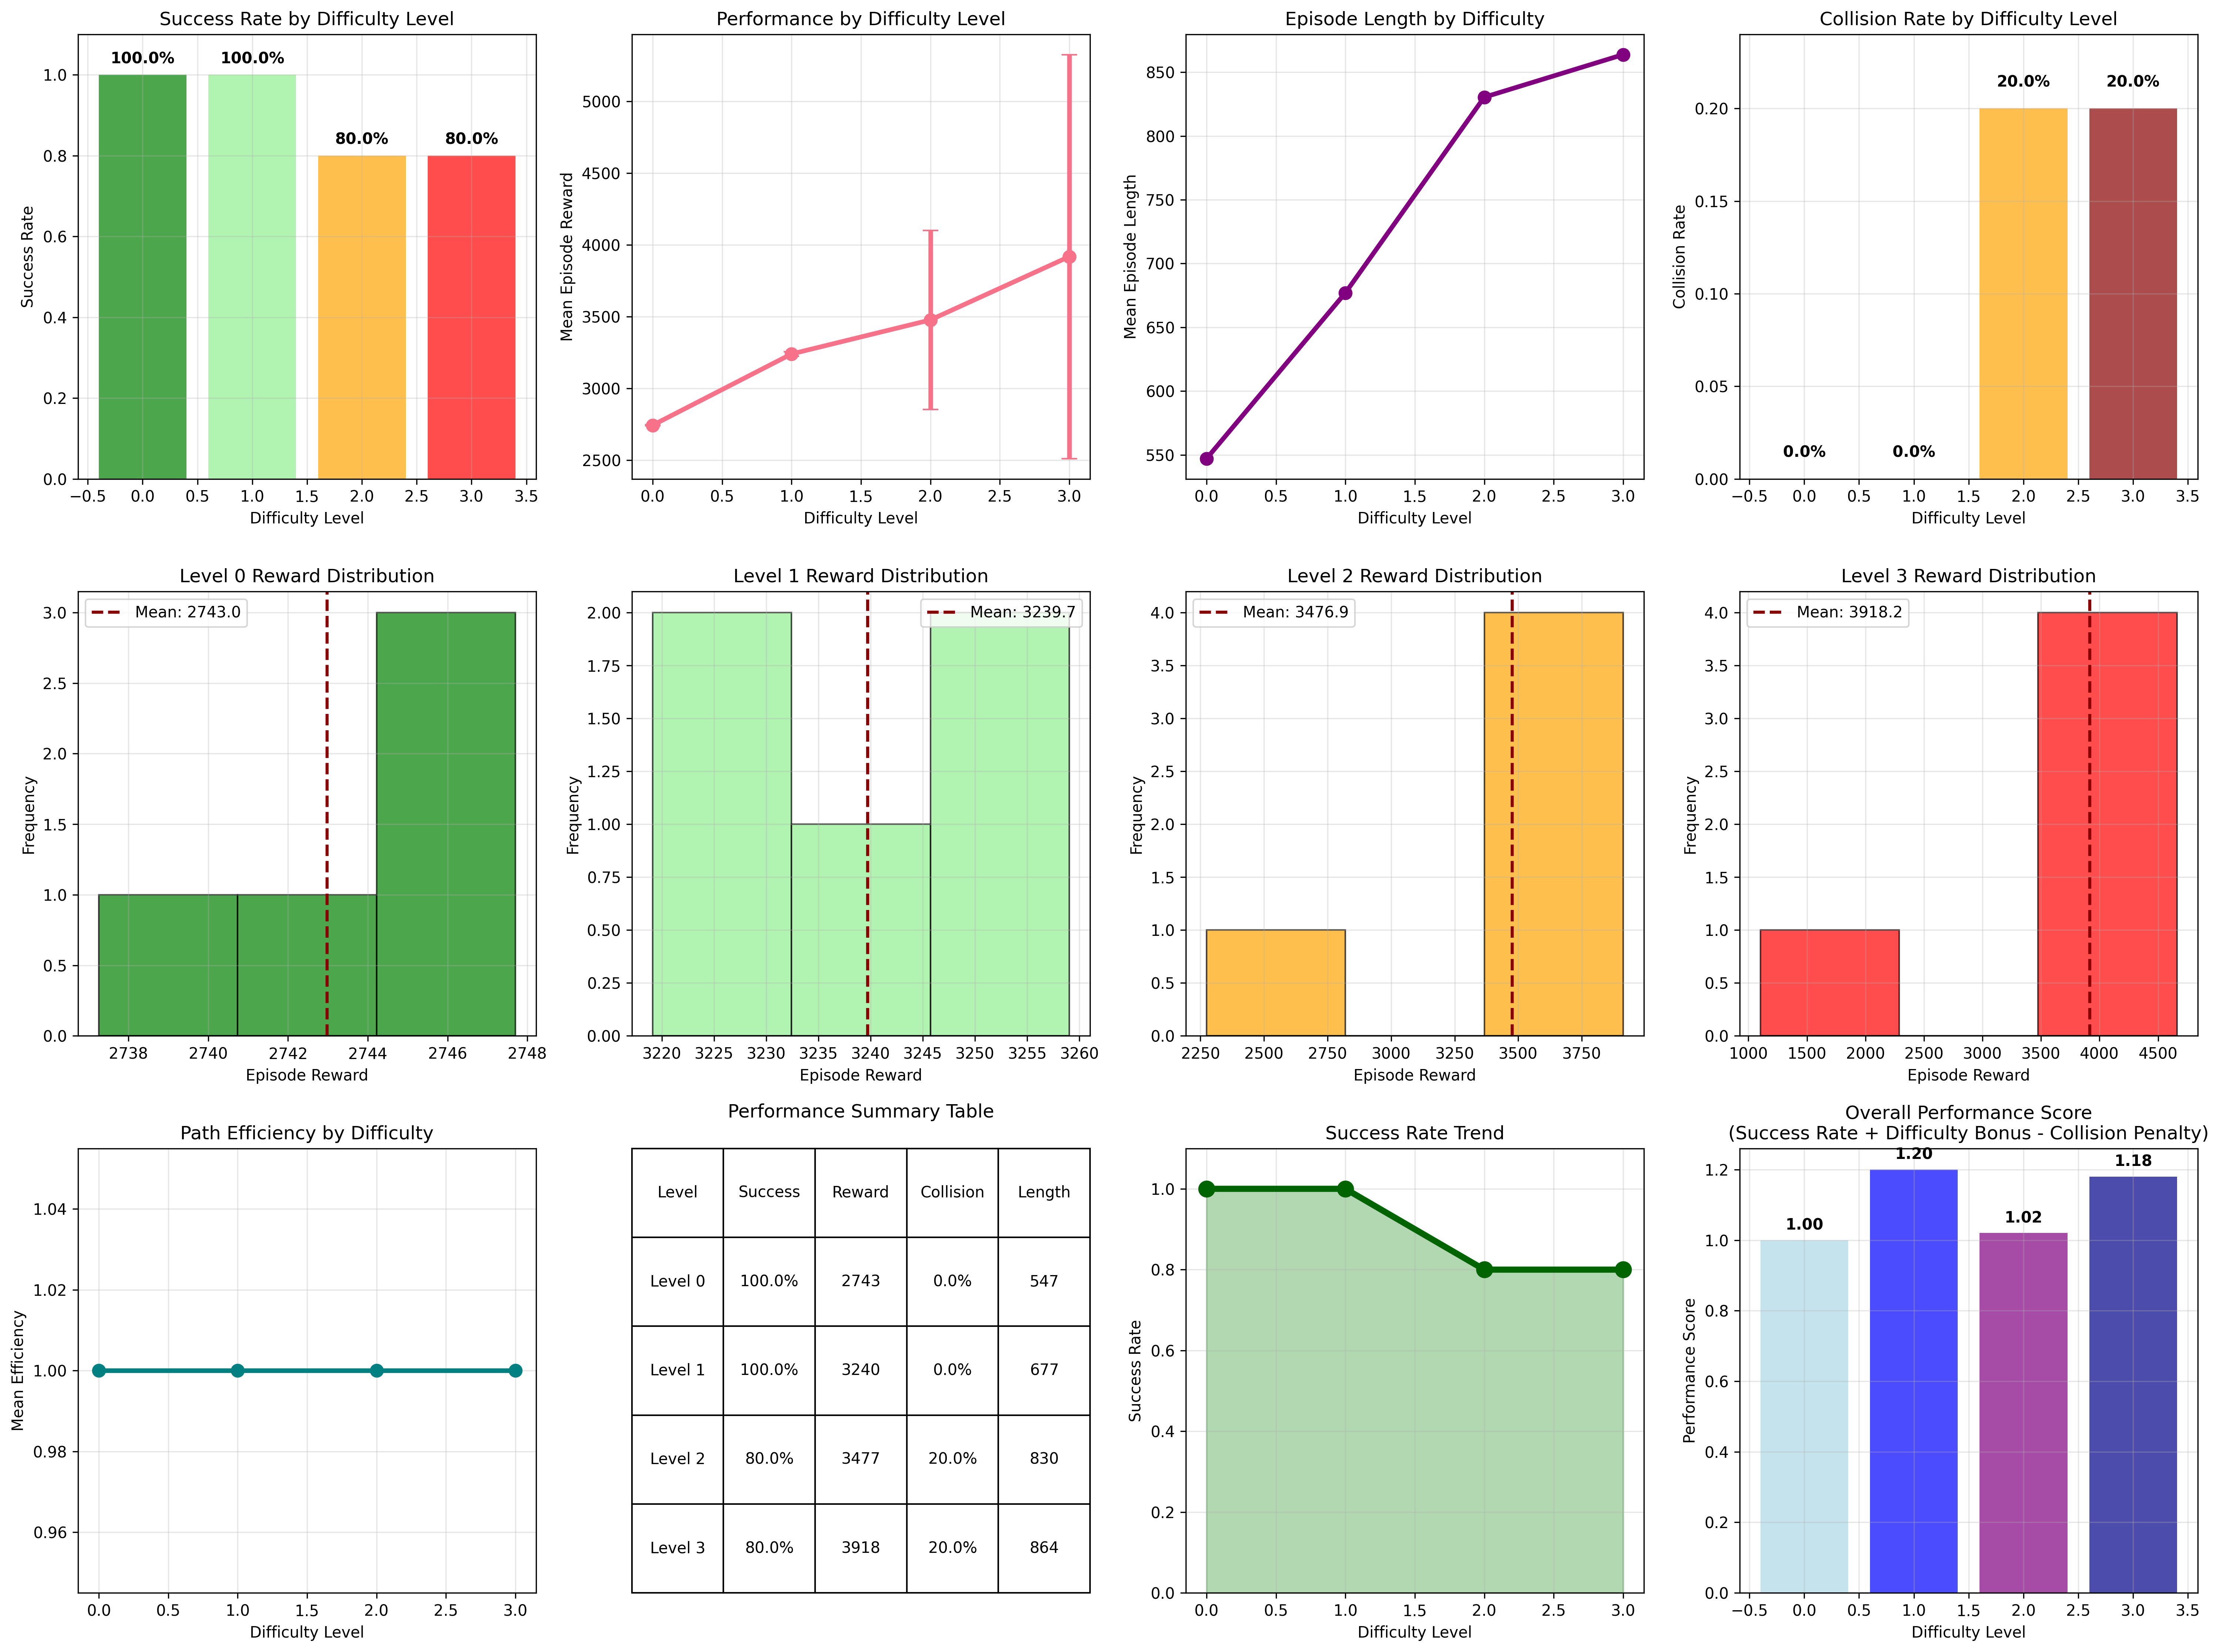 Success Rate by Difficulty Level
Success Rate
1.0
0.8
0.6
0.4
0.2
0.0
100.0%
100.0%
80.0%
80.0%
−0.5 0.0 0.5 1.0 1.5 2.0 2.5 3.0 3.5
Difficulty Level
Performance by Difficulty Level
Mean Episode Reward
5000
4500
4000
3500
3000
2500
0.0 0.5 1.0 1.5 2.0 2.5 3.0
Difficulty Level
Episode Length by Difficulty
Mean Episode Length
850
800
750
700
650
600
550
0.0 0.5 1.0 1.5 2.0 2.5 3.0
Difficulty Level
Collision Rate by Difficulty Level
Collision Rate
0.20
0.15
0.10
0.05
0.00
0.0%
0.0%
20.0%
20.0%
−0.5 0.0 0.5 1.0 1.5 2.0 2.5 3.0 3.5
Difficulty Level
Level 0 Reward Distribution
Mean: 2743.0
Frequency
3.0
2.5
2.0
1.5
1.0
0.5
0.0
2738 2740 2742 2744 2746 2748
Episode Reward
Level 1 Reward Distribution
Mean: 3239.7
Frequency
2.00
1.75
1.50
1.25
1.00
0.75
0.50
0.25
0.00
3220 3225 3230 3235 3240 3245 3250 3255 3260
Episode Reward
Level 2 Reward Distribution
Mean: 3476.9
Frequency
4.0
3.5
3.0
2.5
2.0
1.5
1.0
0.5
0.0
2250 2500 2750 3000 3250 3500 3750
Episode Reward
Level 3 Reward Distribution
Mean: 3918.2
Frequency
4.0
3.5
3.0
2.5
2.0
1.5
1.0
0.5
0.0
1000 1500 2000 2500 3000 3500 4000 4500
Episode Reward
Path Efficiency by Difficulty
Mean Efficiency
1.04
1.02
1.00
0.98
0.96
0.0 0.5 1.0 1.5 2.0 2.5 3.0
Difficulty Level
Performance Summary Table
Level Success Reward Collision Length
Level 0 100.0% 2743 0.0% 547
Level 1 100.0% 3240 0.0% 677
Level 2 80.0% 3477 20.0% 830
Level 3 80.0% 3918 20.0% 864
Success Rate Trend
Success Rate
1.0
0.8
0.6
0.4
0.2
0.0
0.0 0.5 1.0 1.5 2.0 2.5 3.0
Difficulty Level
Overall Performance Score
(Success Rate + Difficulty Bonus - Collision Penalty)
Performance Score
1.2
1.0
0.8
0.6
0.4
0.2
0.0
1.00
1.20
1.02
1.18
−0.5 0.0 0.5 1.0 1.5 2.0 2.5 3.0 3.5
Difficulty Level